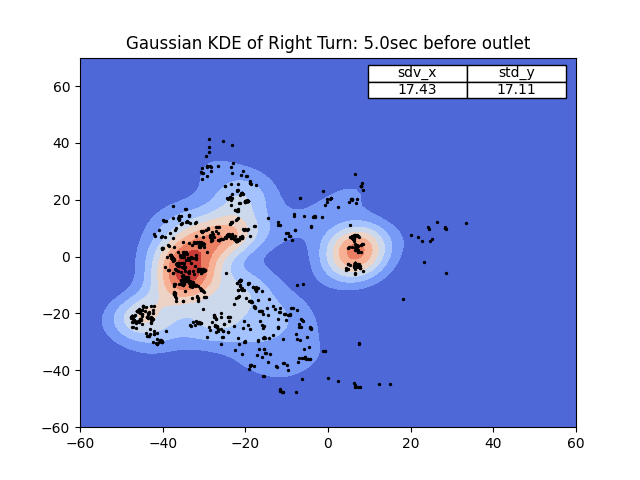 Gaussian KDE of Right Turn: 5.0sec before outlet
sdv_x std_y
17.43 17.11
60
40
20
0
−20
−40
−60
−60 −40 −20 0 20 40 60